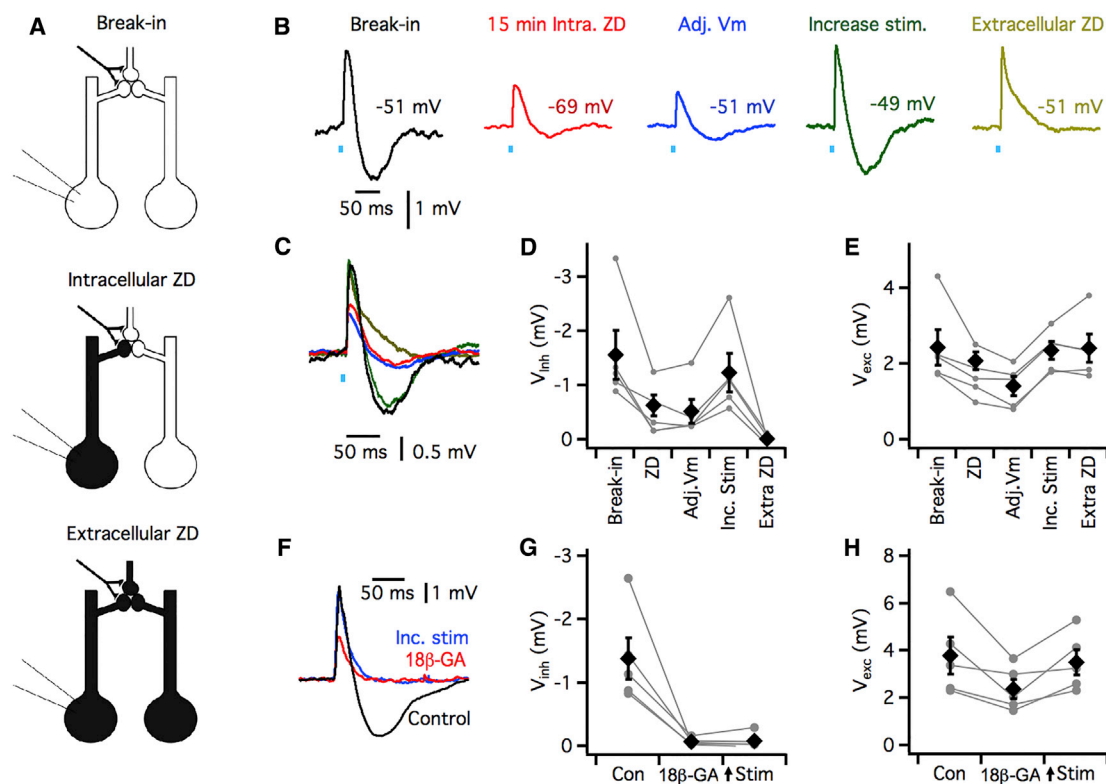 A
Break-in
Intracellular ZD
Extracellular ZD
B
Break-in
15 min Intra. ZD
Adj. Vm
Increase stim.
Extracellular ZD
-51 mV
-69 mV
-51 mV
-49 mV
-51 mV
50 ms
1 mV
C
50 ms
0.5 mV
D
Vinh (mV)
-3
-2
-1
0
Break-in
ZD
Adj.Vm
Inc. Stim
Extra ZD
E
Vexc (mV)
4
2
0
Break-in
ZD
Adj.Vm
Inc. Stim
Extra ZD
F
50 ms
1 mV
Inc. stim
18β-GA
Control
G
Vinh (mV)
-3
-2
-1
0
Con
18β-GA
↑Stim
H
Vexc (mV)
8
6
4
2
0
Con
18β-GA
↑Stim